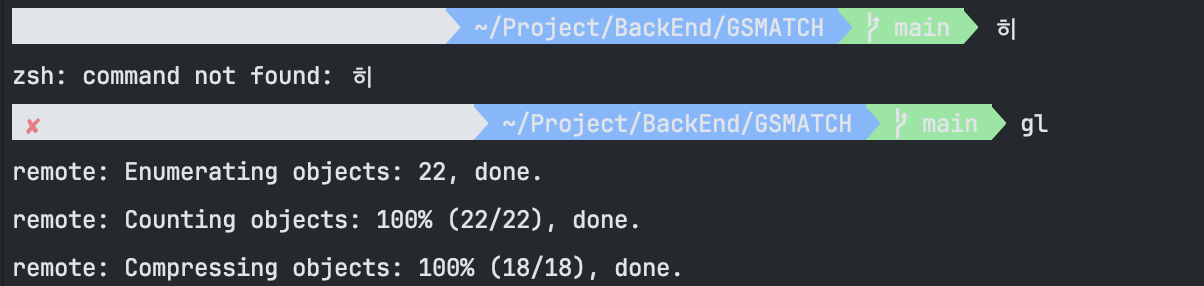 ~/Project/BackEnd/GSMATCH main 히
zsh: command not found: 히
✘ ~/Project/BackEnd/GSMATCH main gl
remote: Enumerating objects: 22, done.
remote: Counting objects: 100% (22/22), done.
remote: Compressing objects: 100% (18/18), done.